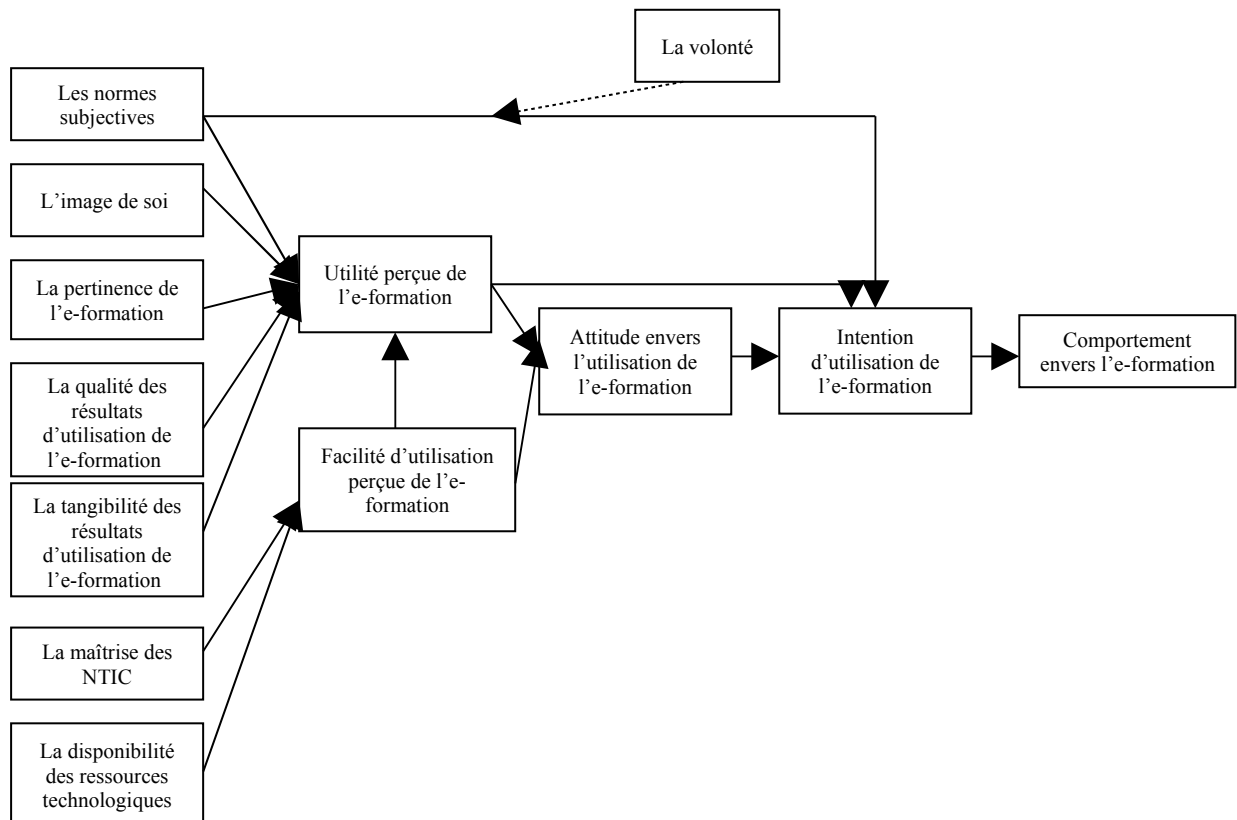 La volonté
Les normes
subjectives
L'image de soi
La pertinence de
l'e-formation
La qualité des
résultats
d'utilisation de
l'e-formation
La tangibilité des
résultats
d'utilisation de
l'e-formation
La maîtrise des
NTIC
La disponibilité
des ressources
technologiques
Utilité perçue de
l'e-formation
Facilité d'utilisation
perçue de l'e-
formation
Attitude envers
l'utilisation de
l'e-formation
Intention
d'utilisation de
l'e-formation
Comportement
envers l'e-formation